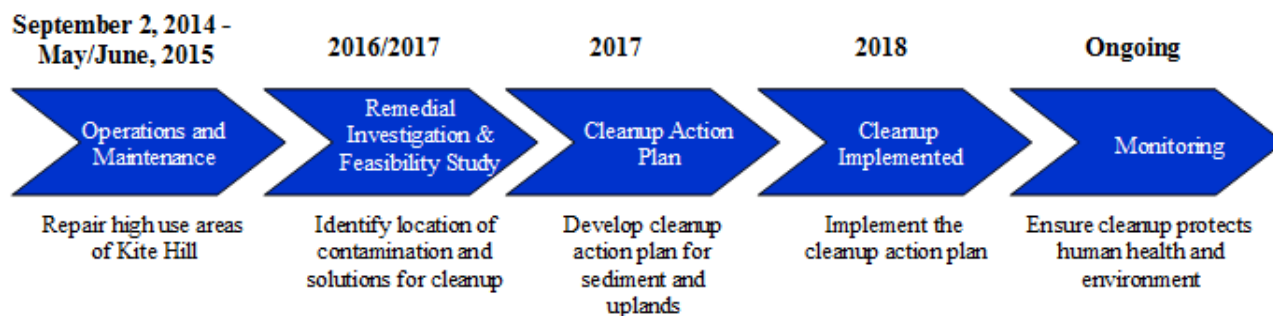 September 2, 2014 -
May/June, 2015
2016/2017
2017
2018
Ongoing
Operations and
Maintenance
Remedial
Investigation &
Feasibility Study
Cleanup Action
Plan
Cleanup
Implemented
Monitoring
Repair high use areas
of Kite Hill
Identify location of
contamination and
solutions for cleanup
Develop cleanup
action plan for
sediment and
uplands
Implement the
cleanup action plan
Ensure cleanup protects
human health and
environment